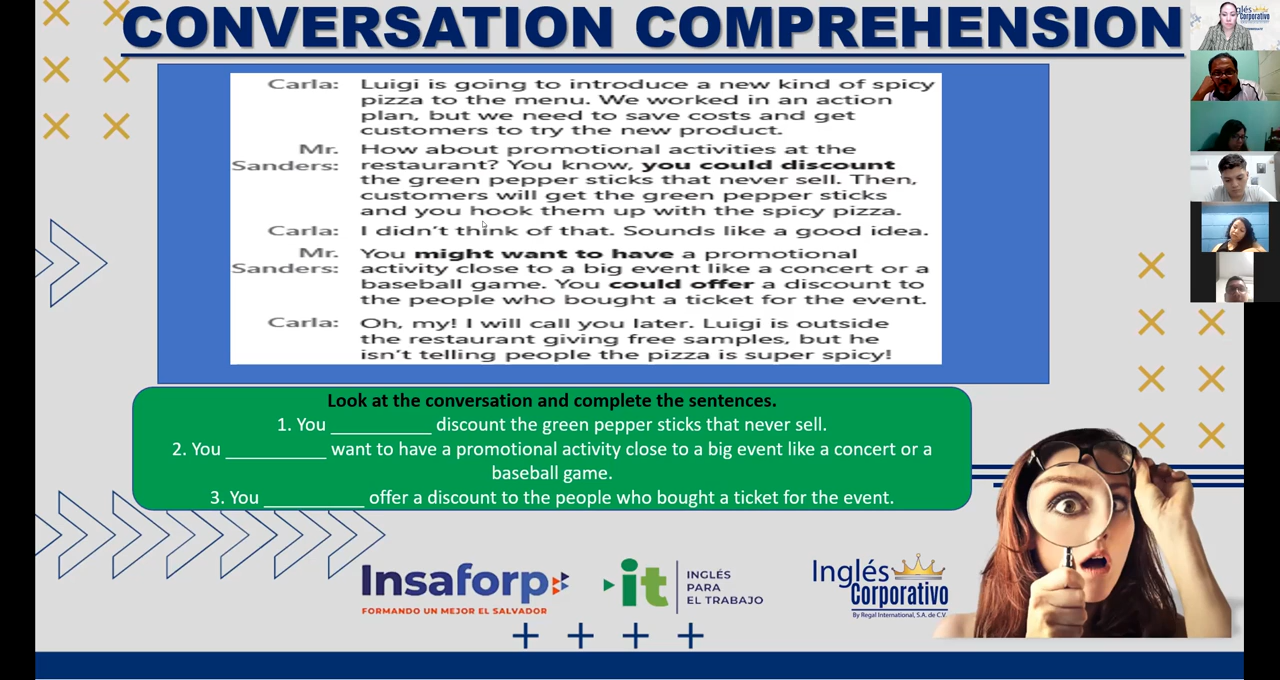 CONVERSATION COMPREHENSION
Carla: Luigi is going to introduce a new kind of spicy
pizza to the menu. We worked in an action
plan, but we need to save costs and get
customers to try the new product.
Mr. How about promotional activities at the
Sanders: restaurant? You know, you could discount
the green pepper sticks that never sell. Then,
customers will get the green pepper sticks
and you hook them up with the spicy pizza.
Carla: I didn't think of that. Sounds like a good idea.
Mr. You might want to have a promotional
Sanders: activity close to a big event like a concert or a
baseball game. You could offer a discount to
the people who bought a ticket for the event.
Carla: Oh, my! I will call you later. Luigi is outside
the restaurant giving free samples, but he
isn't telling people the pizza is super spicy!
Look at the conversation and complete the sentences.
1. You __________ discount the green pepper sticks that never sell.
2. You __________ want to have a promotional activity close to a big event like a concert or a
baseball game.
3. You __________ offer a discount to the people who bought a ticket for the event.
Insaforp
FORMANDO UN MEJOR EL SALVADOR
it
INGLÉS
PARA
EL TRABAJO
Inglés
Corporativo
By Regal International, S.A. de C.V.
glés
Corporativo